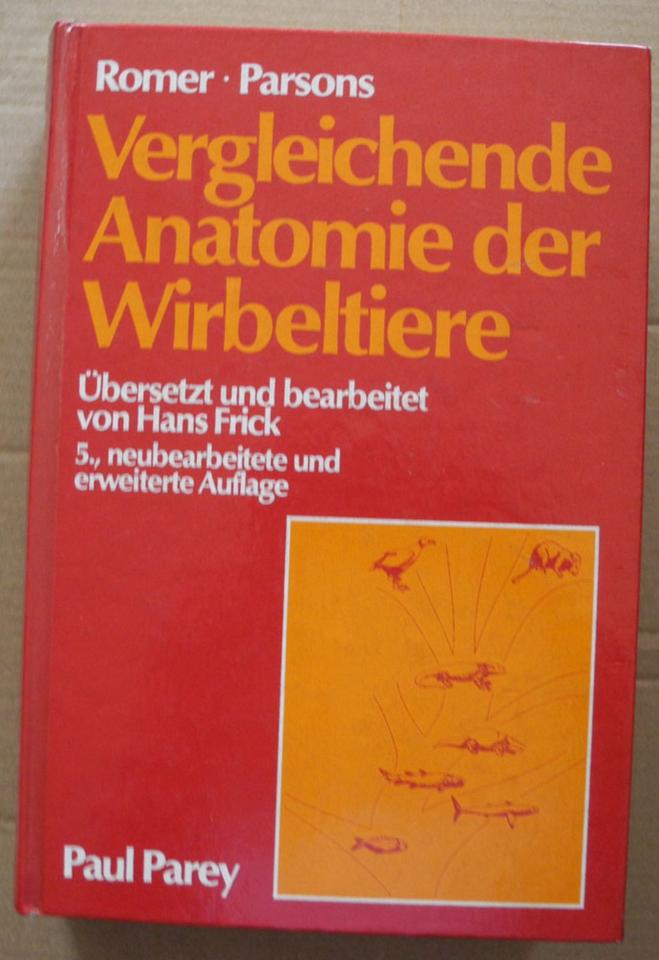 Romer · Parsons
Vergleichende
Anatomie der
Wirbeltiere
Übersetzt und bearbeitet
von Hans Frick
5., neubearbeitete und
erweiterte Auflage
Paul Parey